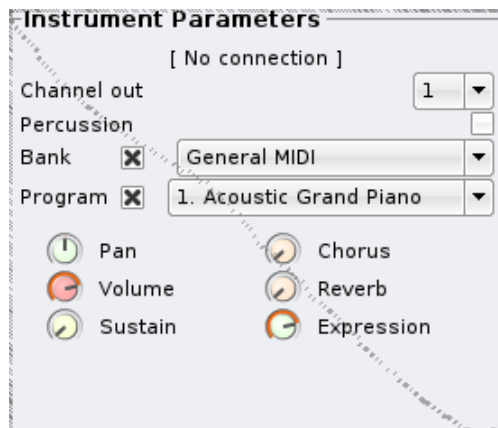 Instrument Parameters
[ No connection ]
Channel out 1
Percussion
Bank General MIDI
Program 1. Acoustic Grand Piano
Pan Chorus
Volume Reverb
Sustain Expression